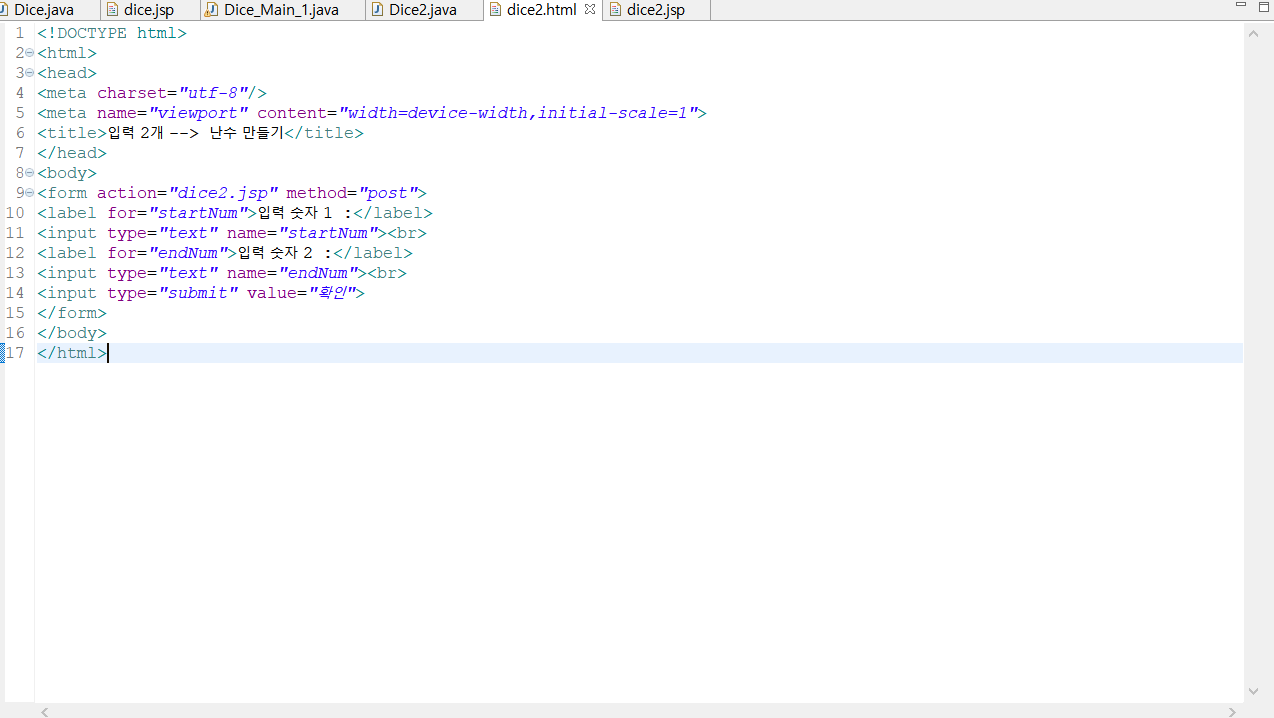 Dice.java dice.jsp Dice_Main_1.java Dice2.java dice2.html dice2.jsp
1 <!DOCTYPE html>
2 <html>
3 <head>
4 <meta charset="utf-8"/>
5 <meta name="viewport" content="width=device-width,initial-scale=1">
6 <title>입력 2개 --> 난수 만들기</title>
7 </head>
8 <body>
9 <form action="dice2.jsp" method="post">
10 <label for="startNum">입력 숫자 1 :</label>
11 <input type="text" name="startNum"><br>
12 <label for="endNum">입력 숫자 2 :</label>
13 <input type="text" name="endNum"><br>
14 <input type="submit" value="확인">
15 </form>
16 </body>
17 </html>